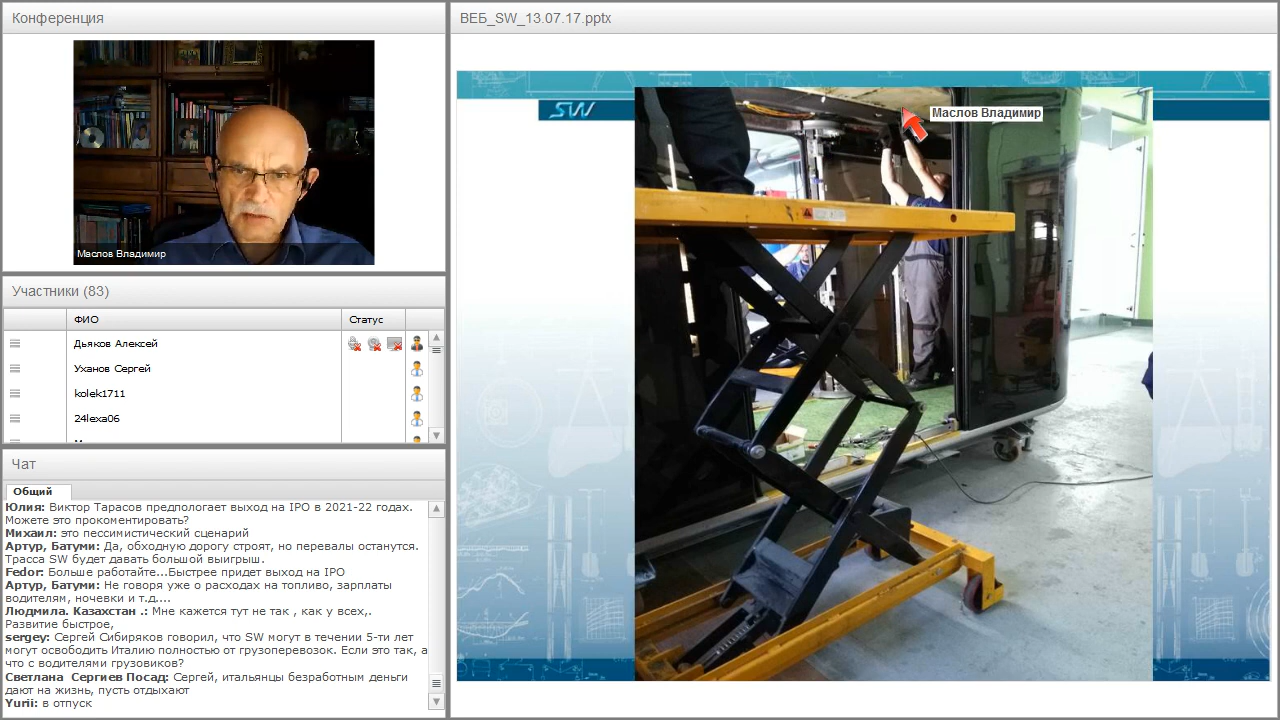 Конференция
Маслов Владимир
Участники (83)
ФИО
Статус
Дьяков Алексей
Уханов Сергей
kolek1711
24lexa06
Чат
Общий
Юлия: Виктор Тарасов предпологает выход на IPO в 2021-22 годах.
Можете это прокоментировать?
Михаил: это пессимистический сценарий
Артур, Батуми: Да, обходную дорогу строят, но перевалы останутся.
Трасса SW будет давать большой выигрыш.
Fedor: Больше работайте...Быстрее придет выход на IPO
Артур, Батуми: Не говоря уже о расходах на топливо, зарплаты
водителям, ночевки и т.д....
Людмила. Казахстан .: Мне кажется тут не так , как у всех,.
Развитие быстрое,
sergey: Сергей Сибиряков говорил, что SW могут в течении 5-ти лет
могут освободить Италию полностью от грузоперевозок. Если это так, а
что с водителями грузовиков?
Светлана  Сергиев Посад: Сергей, итальянцы безработным деньги
дают на жизнь, пусть отдыхают
Yurii: в отпуск
ВЕБ_SW_13.07.17.pptx
SW
Маслов Владимир